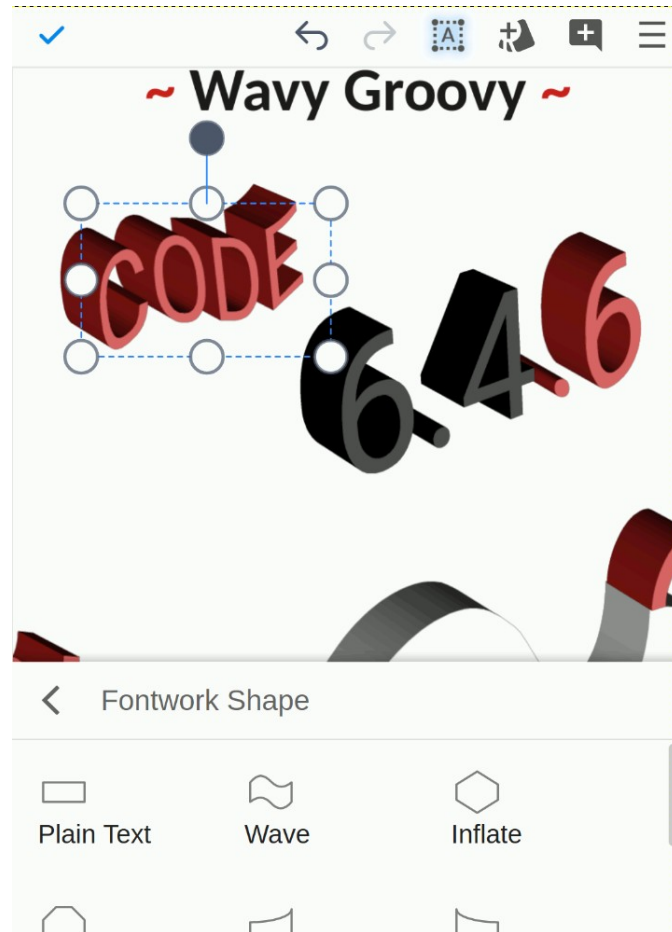 ~ Wavy Groovy ~
CODE
6.4.6
Fontwork Shape
Plain Text
Wave
Inflate